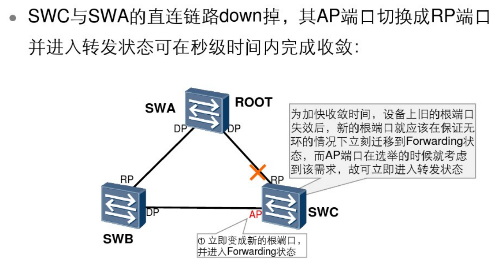 • SWC与SWA的直连链路down掉，其AP端口切换成RP端口
并进入转发状态可在秒级时间内完成收敛：
SWA
ROOT
DP
DP
为加快收敛时间，设备上旧的根端口
失效后，新的根端口就应该在保证无
环的情况下立刻迁移到Forwarding状
态，而AP端口在选举的时候就考虑
到该需求，故可立即进入转发状态
RP
RP
DP
AP
SWC
SWB
① 立即变成新的根端口，
并进入Forwarding状态